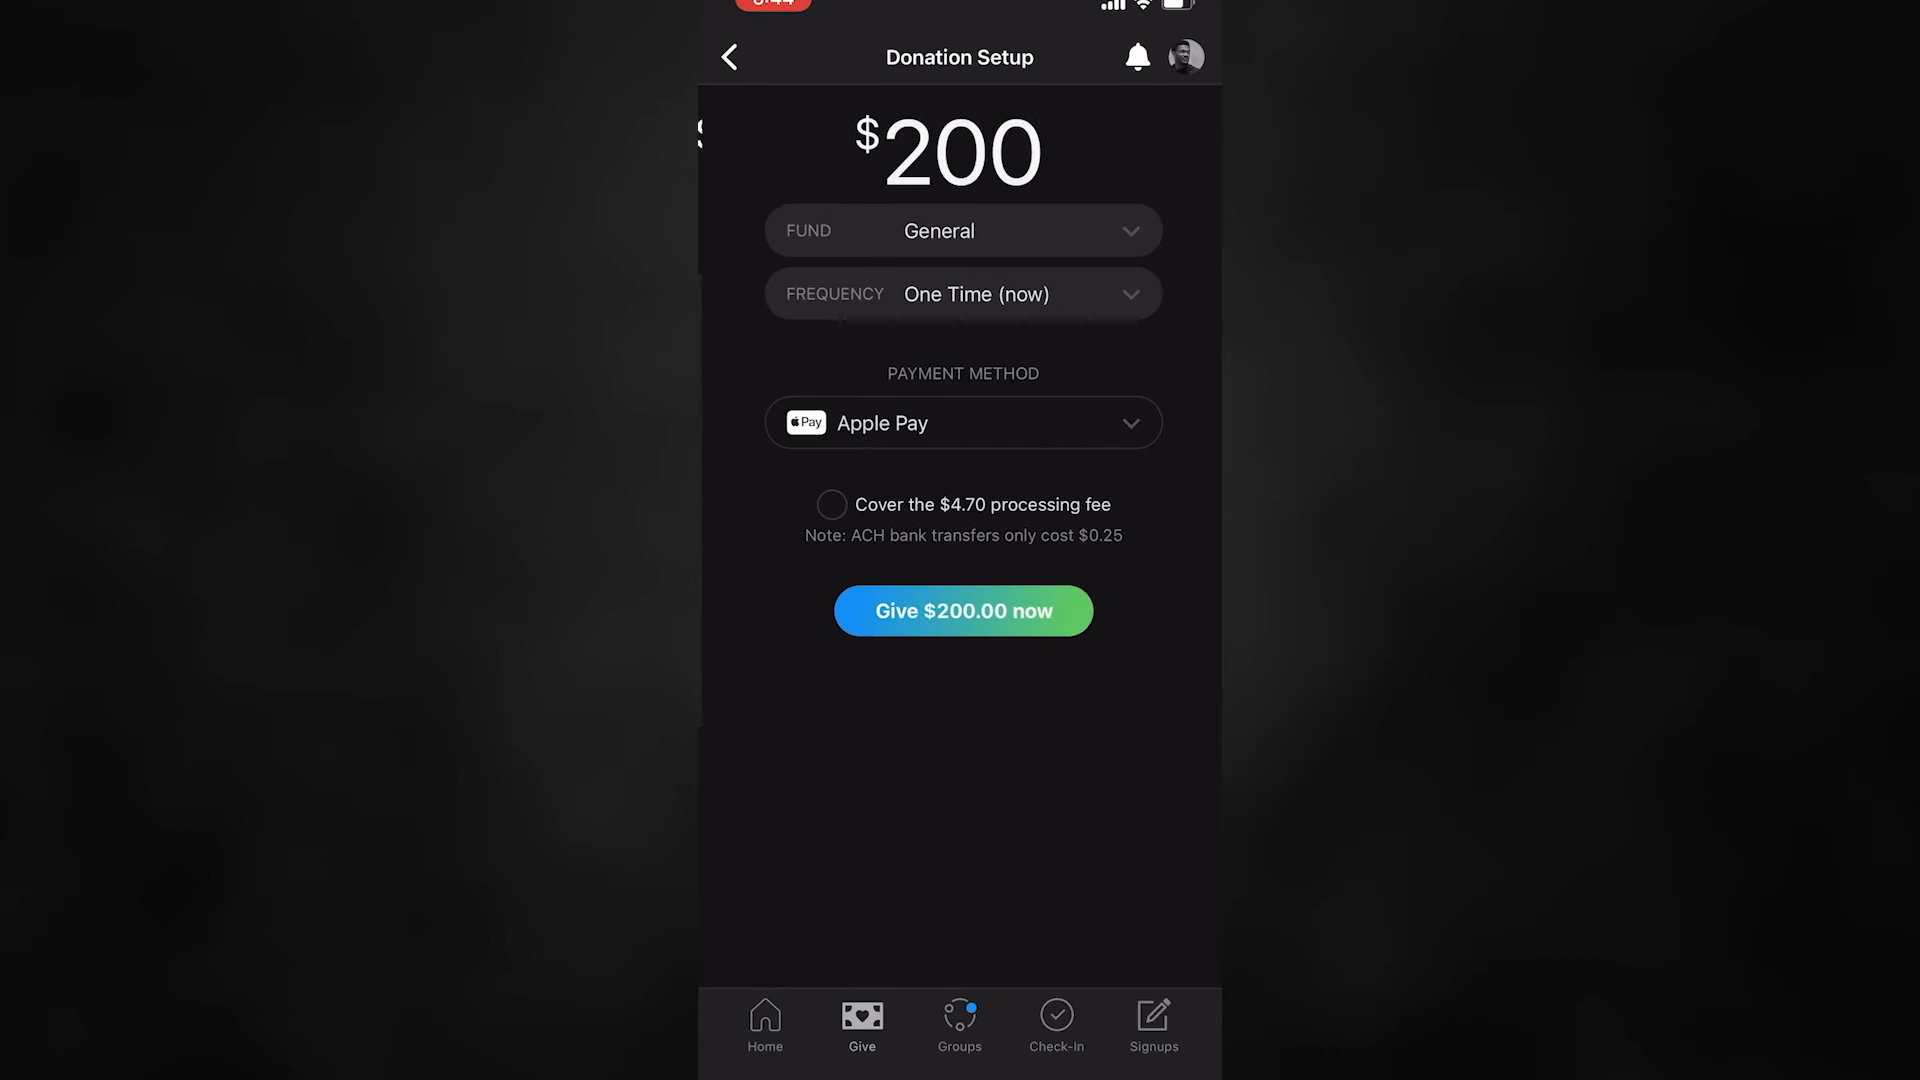 Donation Setup
$200
FUND General
FREQUENCY One Time (now)
PAYMENT METHOD
Pay Apple Pay
Cover the $4.70 processing fee
Note: ACH bank transfers only cost $0.25
Give $200.00 now
Home Give Groups Check-In Signups